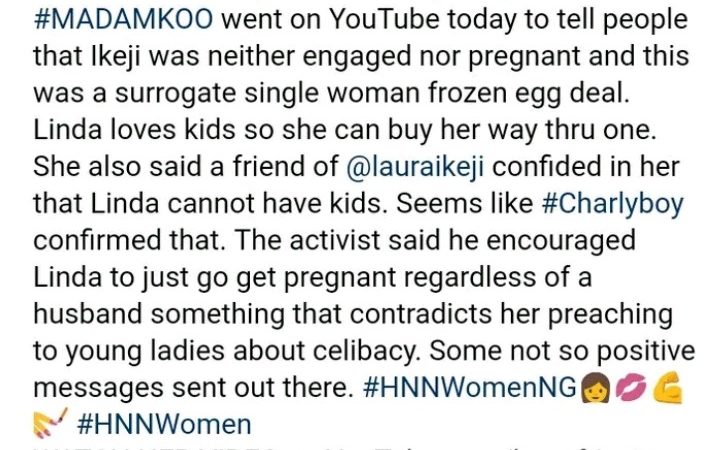 #MADAMKOO went on YouTube today to tell people
that Ikeji was neither engaged nor pregnant and this
was a surrogate single woman frozen egg deal.
Linda loves kids so she can buy her way thru one.
She also said a friend of @lauraikeji confided in her
that Linda cannot have kids. Seems like #Charlyboy
confirmed that. The activist said he encouraged
Linda to just go get pregnant regardless of a
husband something that contradicts her preaching
to young ladies about celibacy. Some not so positive
messages sent out there. #HNNWomenNG👩💋💪
💅 #HNNWomen